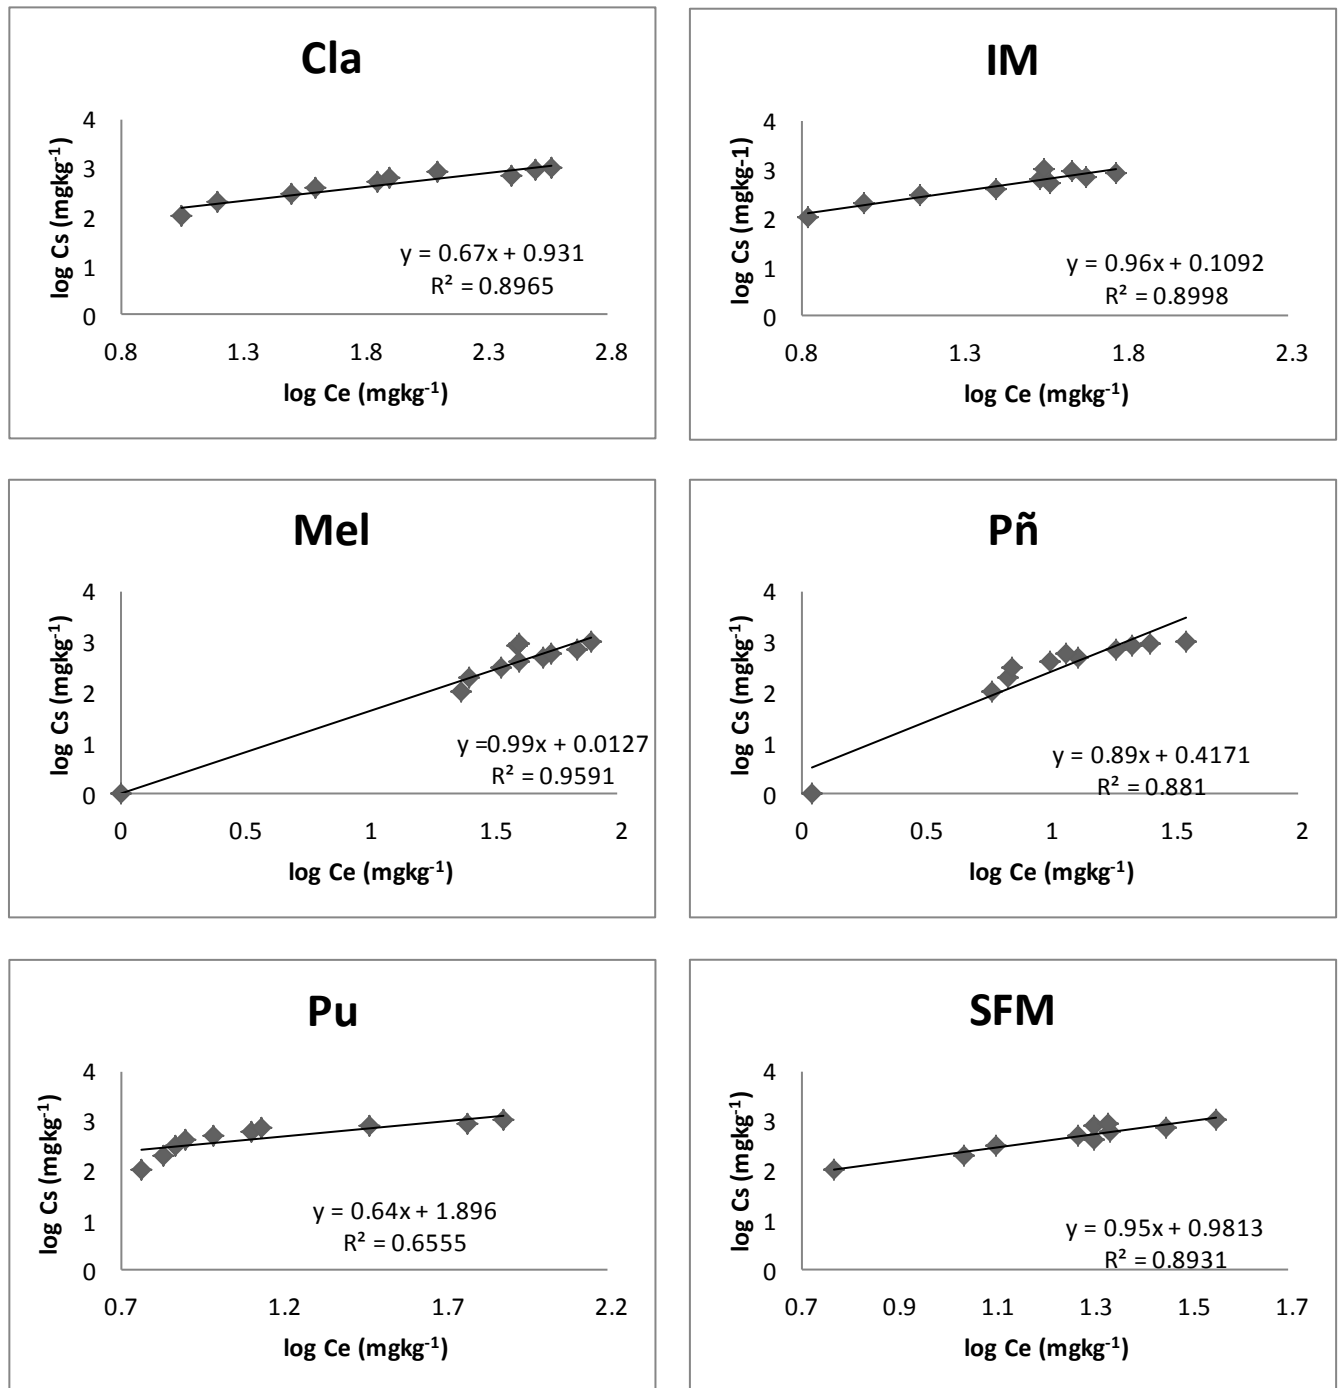 Cla
4
3
2
1
0
log Cs (mgkg⁻¹)
y = 0.67x + 0.931
R² = 0.8965
0.8 1.3 1.8 2.3 2.8
log Ce (mgkg⁻¹)
IM
4
3
2
1
0
log Cs (mgkg-1)
y = 0.96x + 0.1092
R² = 0.8998
0.8 1.3 1.8 2.3
log Ce (mgkg⁻¹)
Mel
4
3
2
1
0
log Cs (mgkg⁻¹)
y =0.99x + 0.0127
R² = 0.9591
0 0.5 1 1.5 2
log Ce (mgkg⁻¹)
Pñ
4
3
2
1
0
log Cs (mgkg⁻¹)
y = 0.89x + 0.4171
R² = 0.881
0 0.5 1 1.5 2
log Ce (mgkg⁻¹)
Pu
4
3
2
1
0
log Cs (mgkg⁻¹)
y = 0.64x + 1.896
R² = 0.6555
0.7 1.2 1.7 2.2
log Ce (mgkg⁻¹)
SFM
4
3
2
1
0
log Cs (mgkg⁻¹)
y = 0.95x + 0.9813
R² = 0.8931
0.7 0.9 1.1 1.3 1.5 1.7
log Ce (mgkg⁻¹)